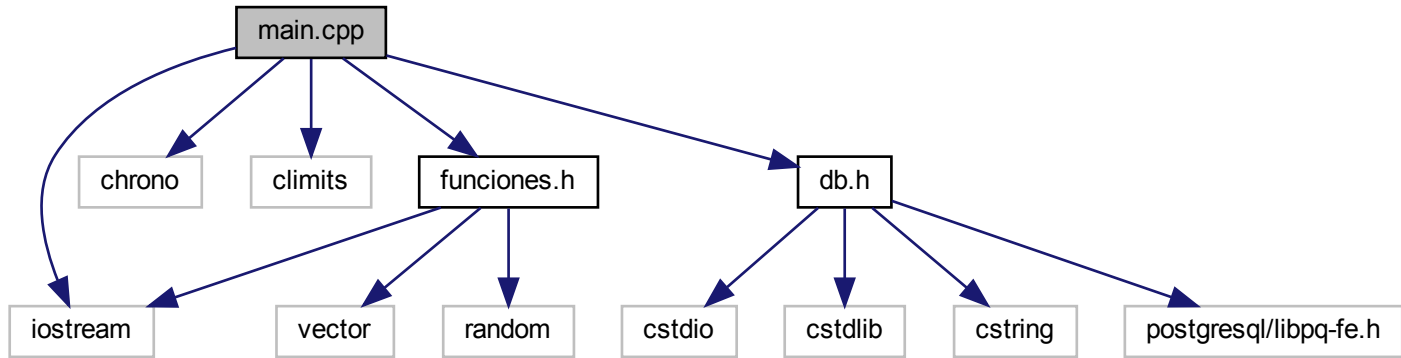 main.cpp
chrono
climits
funciones.h
db.h
iostream
vector
random
cstdio
cstdlib
cstring
postgresql/libpq-fe.h